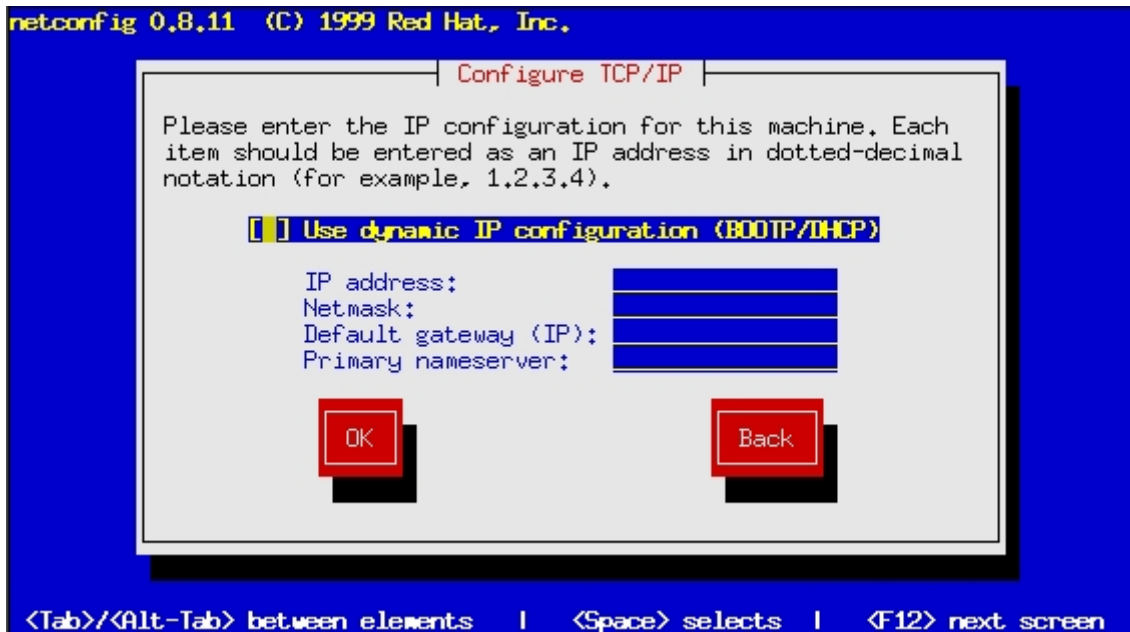 netconfig 0.8.11 (C) 1999 Red Hat, Inc.
Configure TCP/IP
Please enter the IP configuration for this machine. Each
item should be entered as an IP address in dotted-decimal
notation (for example, 1.2.3.4).
[ ] Use dynamic IP configuration (BOOTP/DHCP)
IP address:
Netmask:
Default gateway (IP):
Primary nameserver:
OK Back
<Tab>/<Alt-Tab> between elements | <Space> selects | <F12> next screen